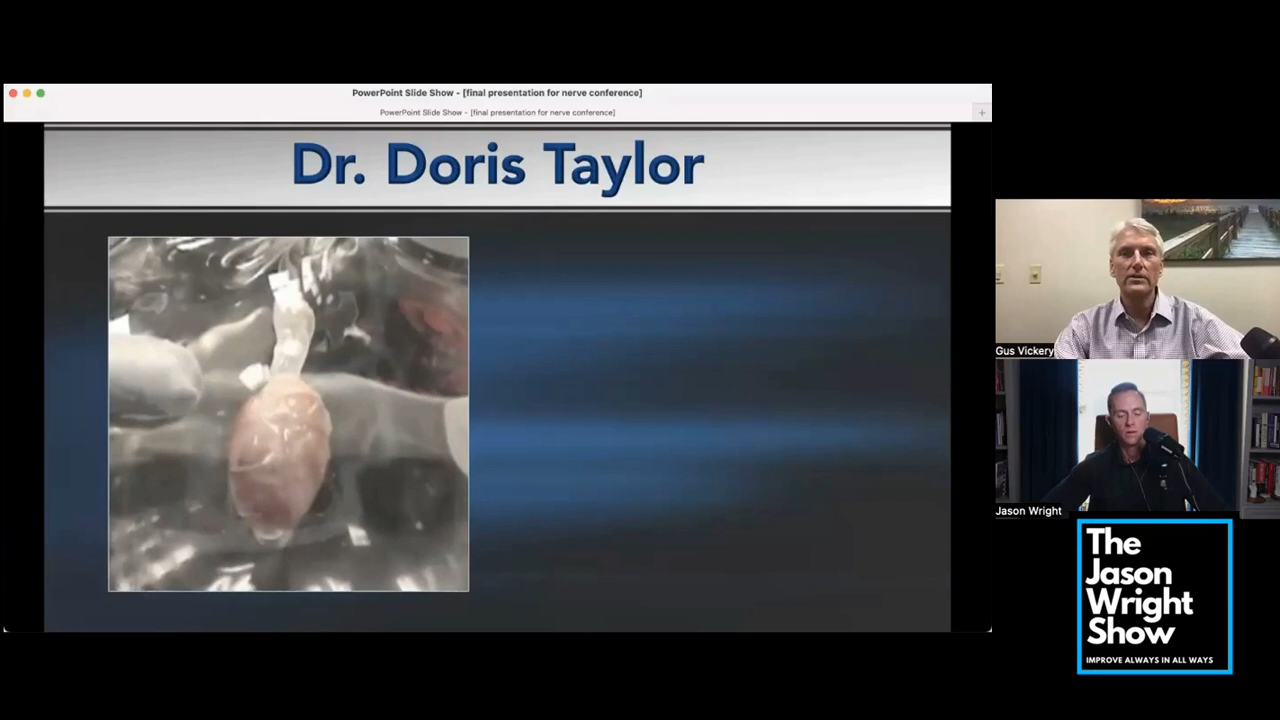 PowerPoint Slide Show - [final presentation for nerve conference]
PowerPoint Slide Show - [final presentation for nerve conference]
Dr. Doris Taylor
Gus Vickery
Jason Wright
The
Jason
Wright
Show
IMPROVE ALWAYS IN ALL WAYS